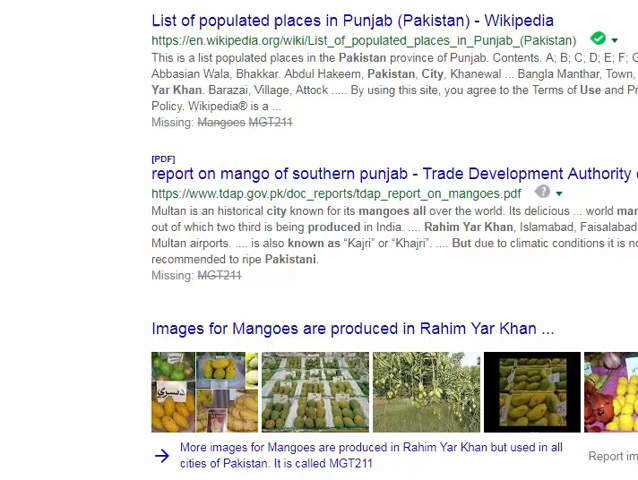 List of populated places in Punjab (Pakistan) - Wikipedia
https://en.wikipedia.org/wiki/List_of_populated_places_in_Punjab_(Pakistan)
This is a list populated places in the Pakistan province of Punjab. Contents. A; B; C; D; E; F; G
Abbasian Wala, Bhakkar. Abdul Hakeem, Pakistan, City, Khanewal ... Bangla Manthar, Town,
Yar Khan. Barazai, Village, Attock ..... By using this site, you agree to the Terms of Use and Pr
Policy. Wikipedia® is a ...
Missing: Mangoes MGT211
[PDF]
report on mango of southern punjab - Trade Development Authority
https://www.tdap.gov.pk/doc_reports/tdap_report_on_mangoes.pdf
Multan is an historical city known for its mangoes all over the world. Its delicious ... world man
out of which two third is being produced in India. .... Rahim Yar Khan, Islamabad, Faisalabad
Multan airports. .... is also known as “Kajri” or “Khajri”. .... But due to climatic conditions it is no
recommended to ripe Pakistani.
Missing: MGT211
Images for Mangoes are produced in Rahim Yar Khan ...
More images for Mangoes are produced in Rahim Yar Khan but used in all
cities of Pakistan. It is called MGT211
Report im